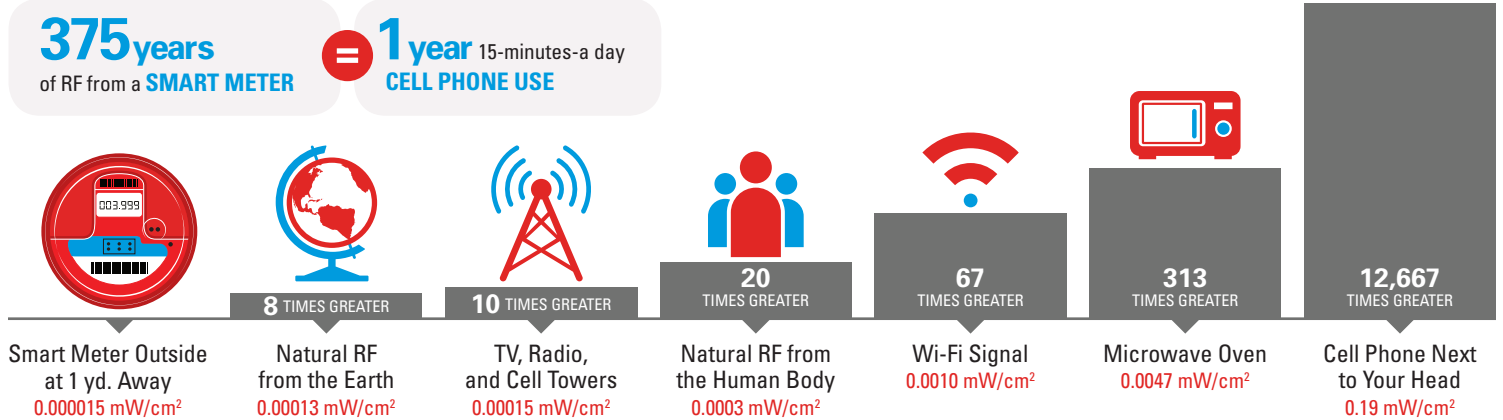 375 years
of RF from a SMART METER
=
1 year 15-minutes-a day
CELL PHONE USE
003.999
8 TIMES GREATER
10 TIMES GREATER
20
TIMES GREATER
67
TIMES GREATER
313
TIMES GREATER
12,667
TIMES GREATER
Smart Meter Outside
at 1 yd. Away
0.000015 mW/cm²
Natural RF
from the Earth
0.00013 mW/cm²
TV, Radio,
and Cell Towers
0.00015 mW/cm²
Natural RF from
the Human Body
0.0003 mW/cm²
Wi-Fi Signal
0.0010 mW/cm²
Microwave Oven
0.0047 mW/cm²
Cell Phone Next
to Your Head
0.19 mW/cm²